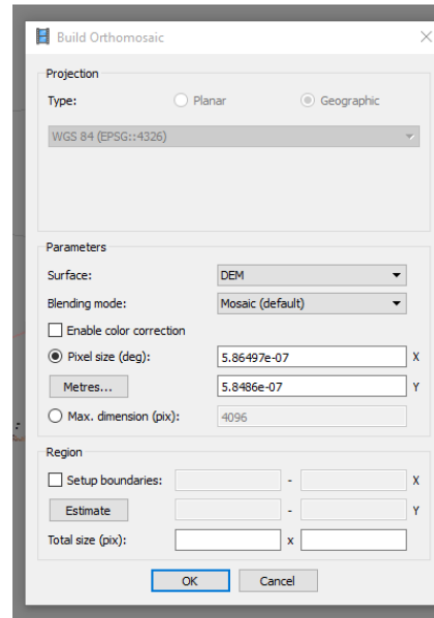 Build Orthomosaic
Projection
Type: Planar Geographic
WGS 84 (EPSG::4326)
Parameters
Surface: DEM
Blending mode: Mosaic (default)
Enable color correction
Pixel size (deg): 5.86497e-07 X
Metres... 5.8486e-07 Y
Max. dimension (pix): 4096
Region
Setup boundaries: - X
Estimate - Y
Total size (pix): x
OK Cancel